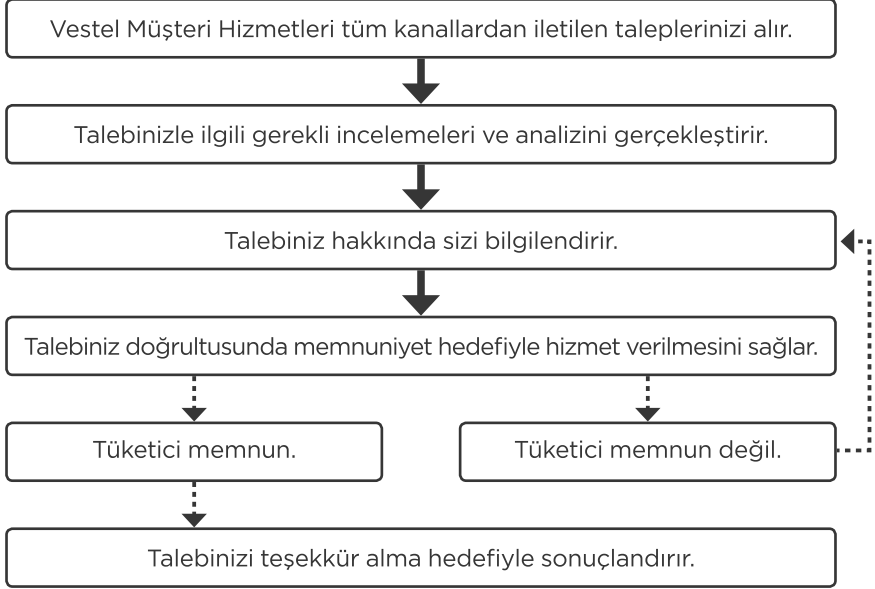 Vestel Müşteri Hizmetleri tüm kanallardan iletilen taleplerinizi alır.
Talebinizle ilgili gerekli incelemeleri ve analizini gerçekleştirir.
Talebiniz hakkında sizi bilgilendirir.
Talebiniz doğrultusunda memnuniyet hedefiyle hizmet verilmesini sağlar.
Tüketici memnun.
Tüketici memnun değil.
Talebinizi teşekkür alma hedefiyle sonuçlandırır.